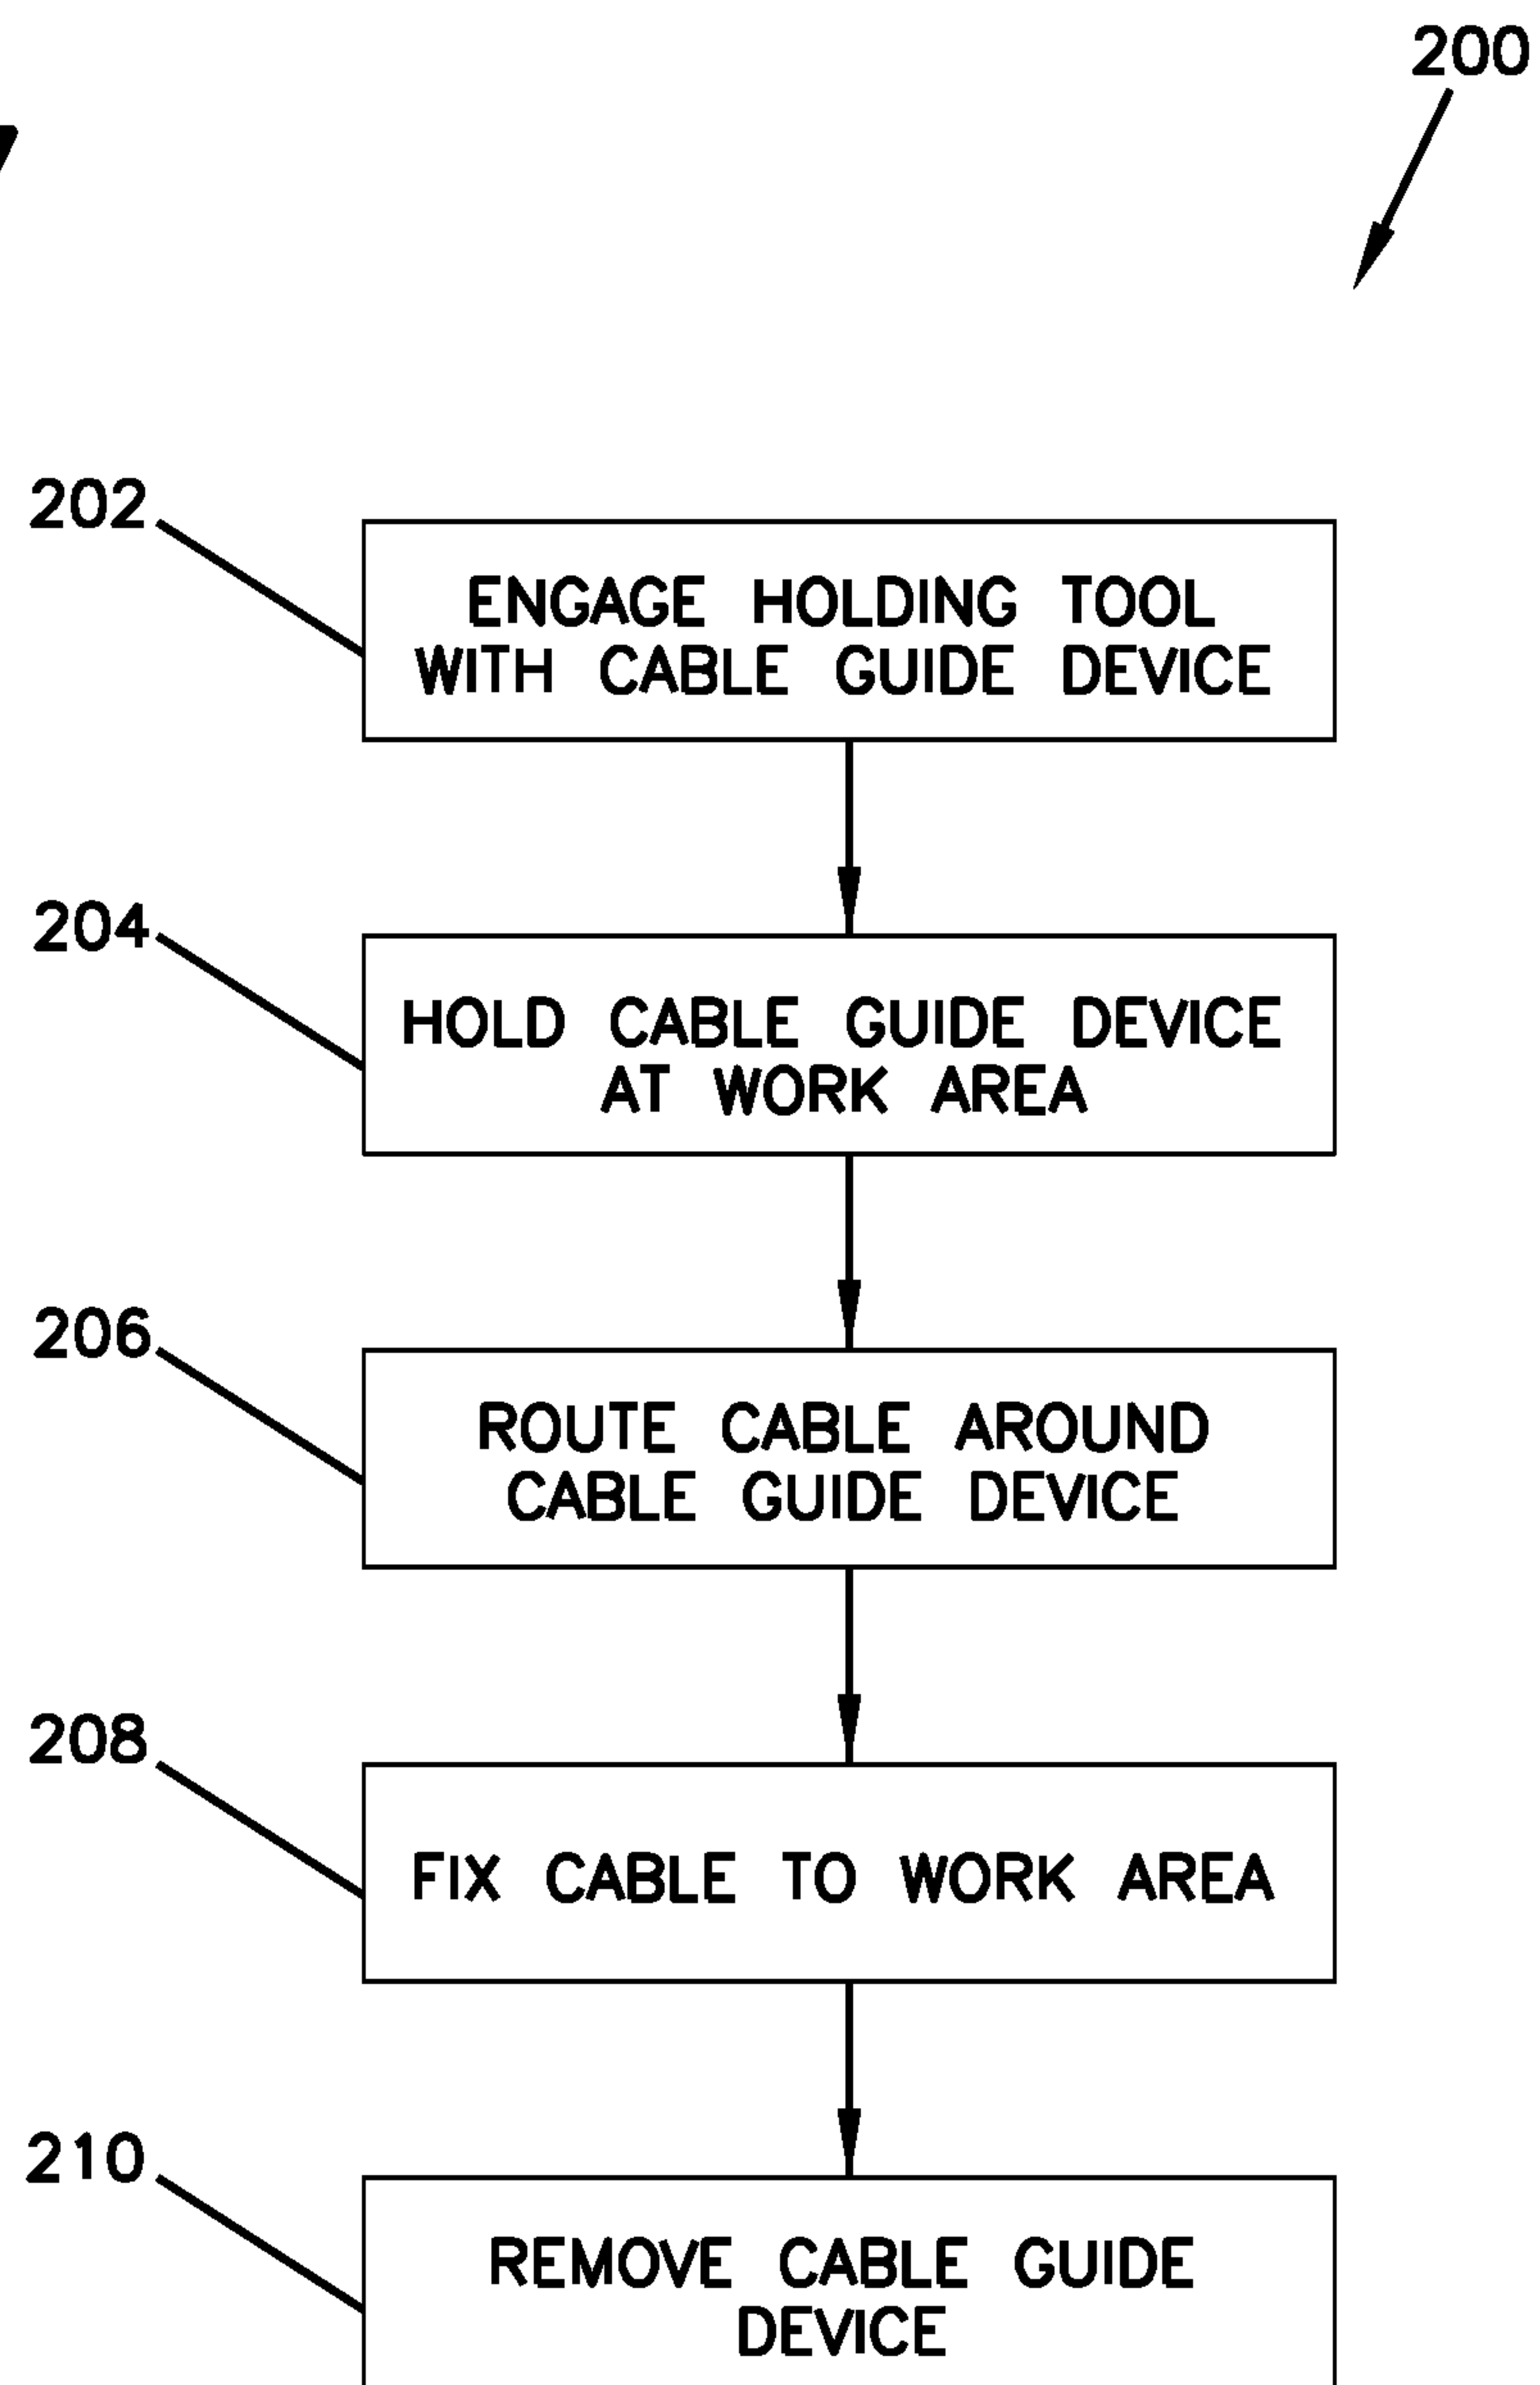 200
202
ENGAGE HOLDING TOOL
WITH CABLE GUIDE DEVICE
204
HOLD CABLE GUIDE DEVICE
AT WORK AREA
206
ROUTE CABLE AROUND
CABLE GUIDE DEVICE
208
FIX CABLE TO WORK AREA
210
REMOVE CABLE GUIDE
DEVICE